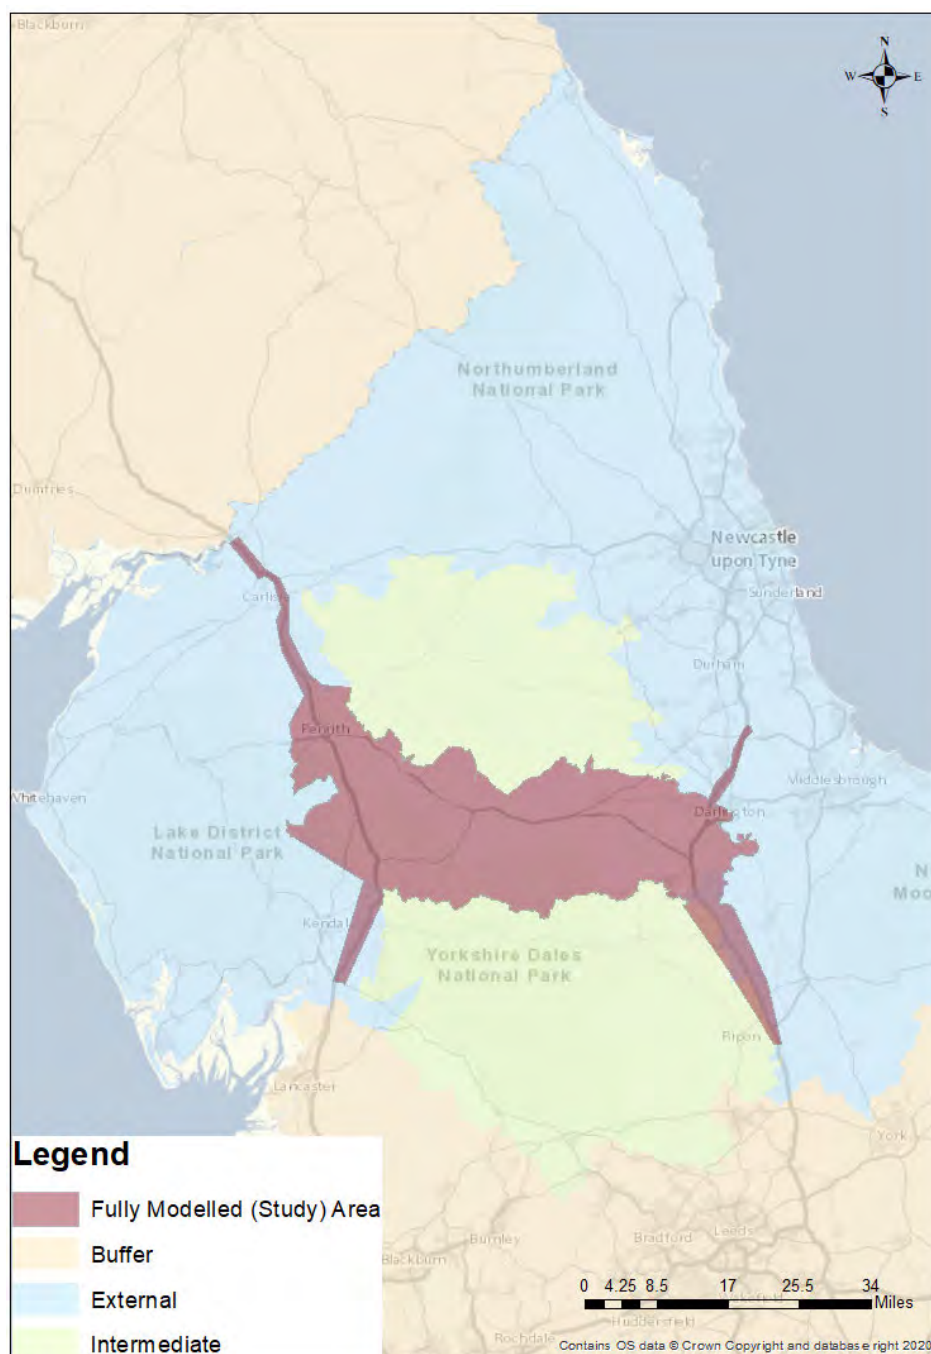 Blackburn
N
W E
S
Northumberland
National Park
Dumfries
Newcastle
upon Tyne
Carlisle
Sunderland
Durham
Penrith
Middlesbrough
Whitehaven
Darlington
Lake District
National Park
N
Moo
Kendal
Yorkshire Dales
National Park
Ripon
Lancaster
York
Legend
Fully Modelled (Study) Area
Buffer
External
Intermediate
Burnley
Blackburn
Bradford
Leeds
0 4.25 8.5 17 25.5 34
Miles
Wakefield
Huddersfield
Rochdale
Contains OS data © Crown Copyright and database right 2020